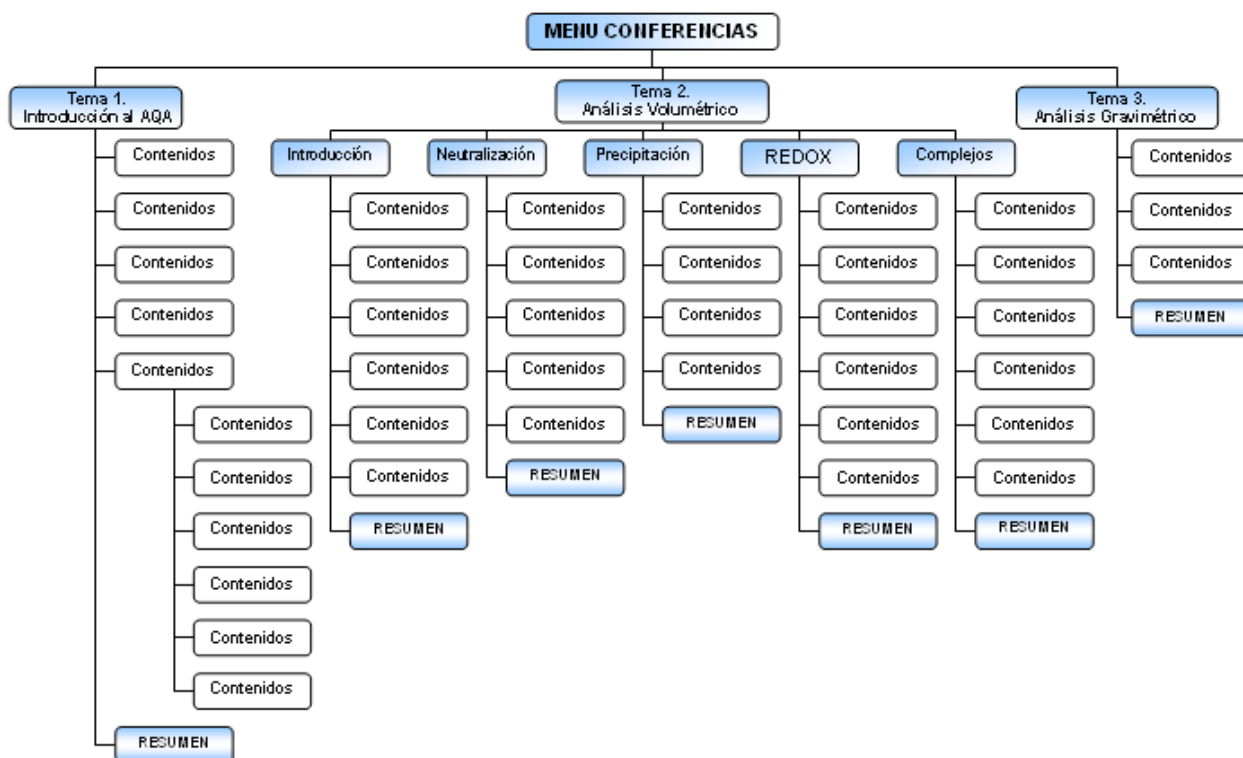 MENU CONFERENCIAS
Tema 1.
Introducción al AQA
Contenidos
Contenidos
Contenidos
Contenidos
Contenidos
Contenidos
Contenidos
Contenidos
Contenidos
Contenidos
Contenidos
RESUMEN
Tema 2.
Análisis Volumétrico
Introducción
Contenidos
Contenidos
Contenidos
Contenidos
Contenidos
Contenidos
RESUMEN
Neutralización
Contenidos
Contenidos
Contenidos
Contenidos
Contenidos
RESUMEN
Precipitación
Contenidos
Contenidos
Contenidos
Contenidos
RESUMEN
REDOX
Contenidos
Contenidos
Contenidos
Contenidos
Contenidos
Contenidos
RESUMEN
Complejos
Contenidos
Contenidos
Contenidos
Contenidos
Contenidos
Contenidos
RESUMEN
Tema 3.
Análisis Gravimétrico
Contenidos
Contenidos
Contenidos
RESUMEN